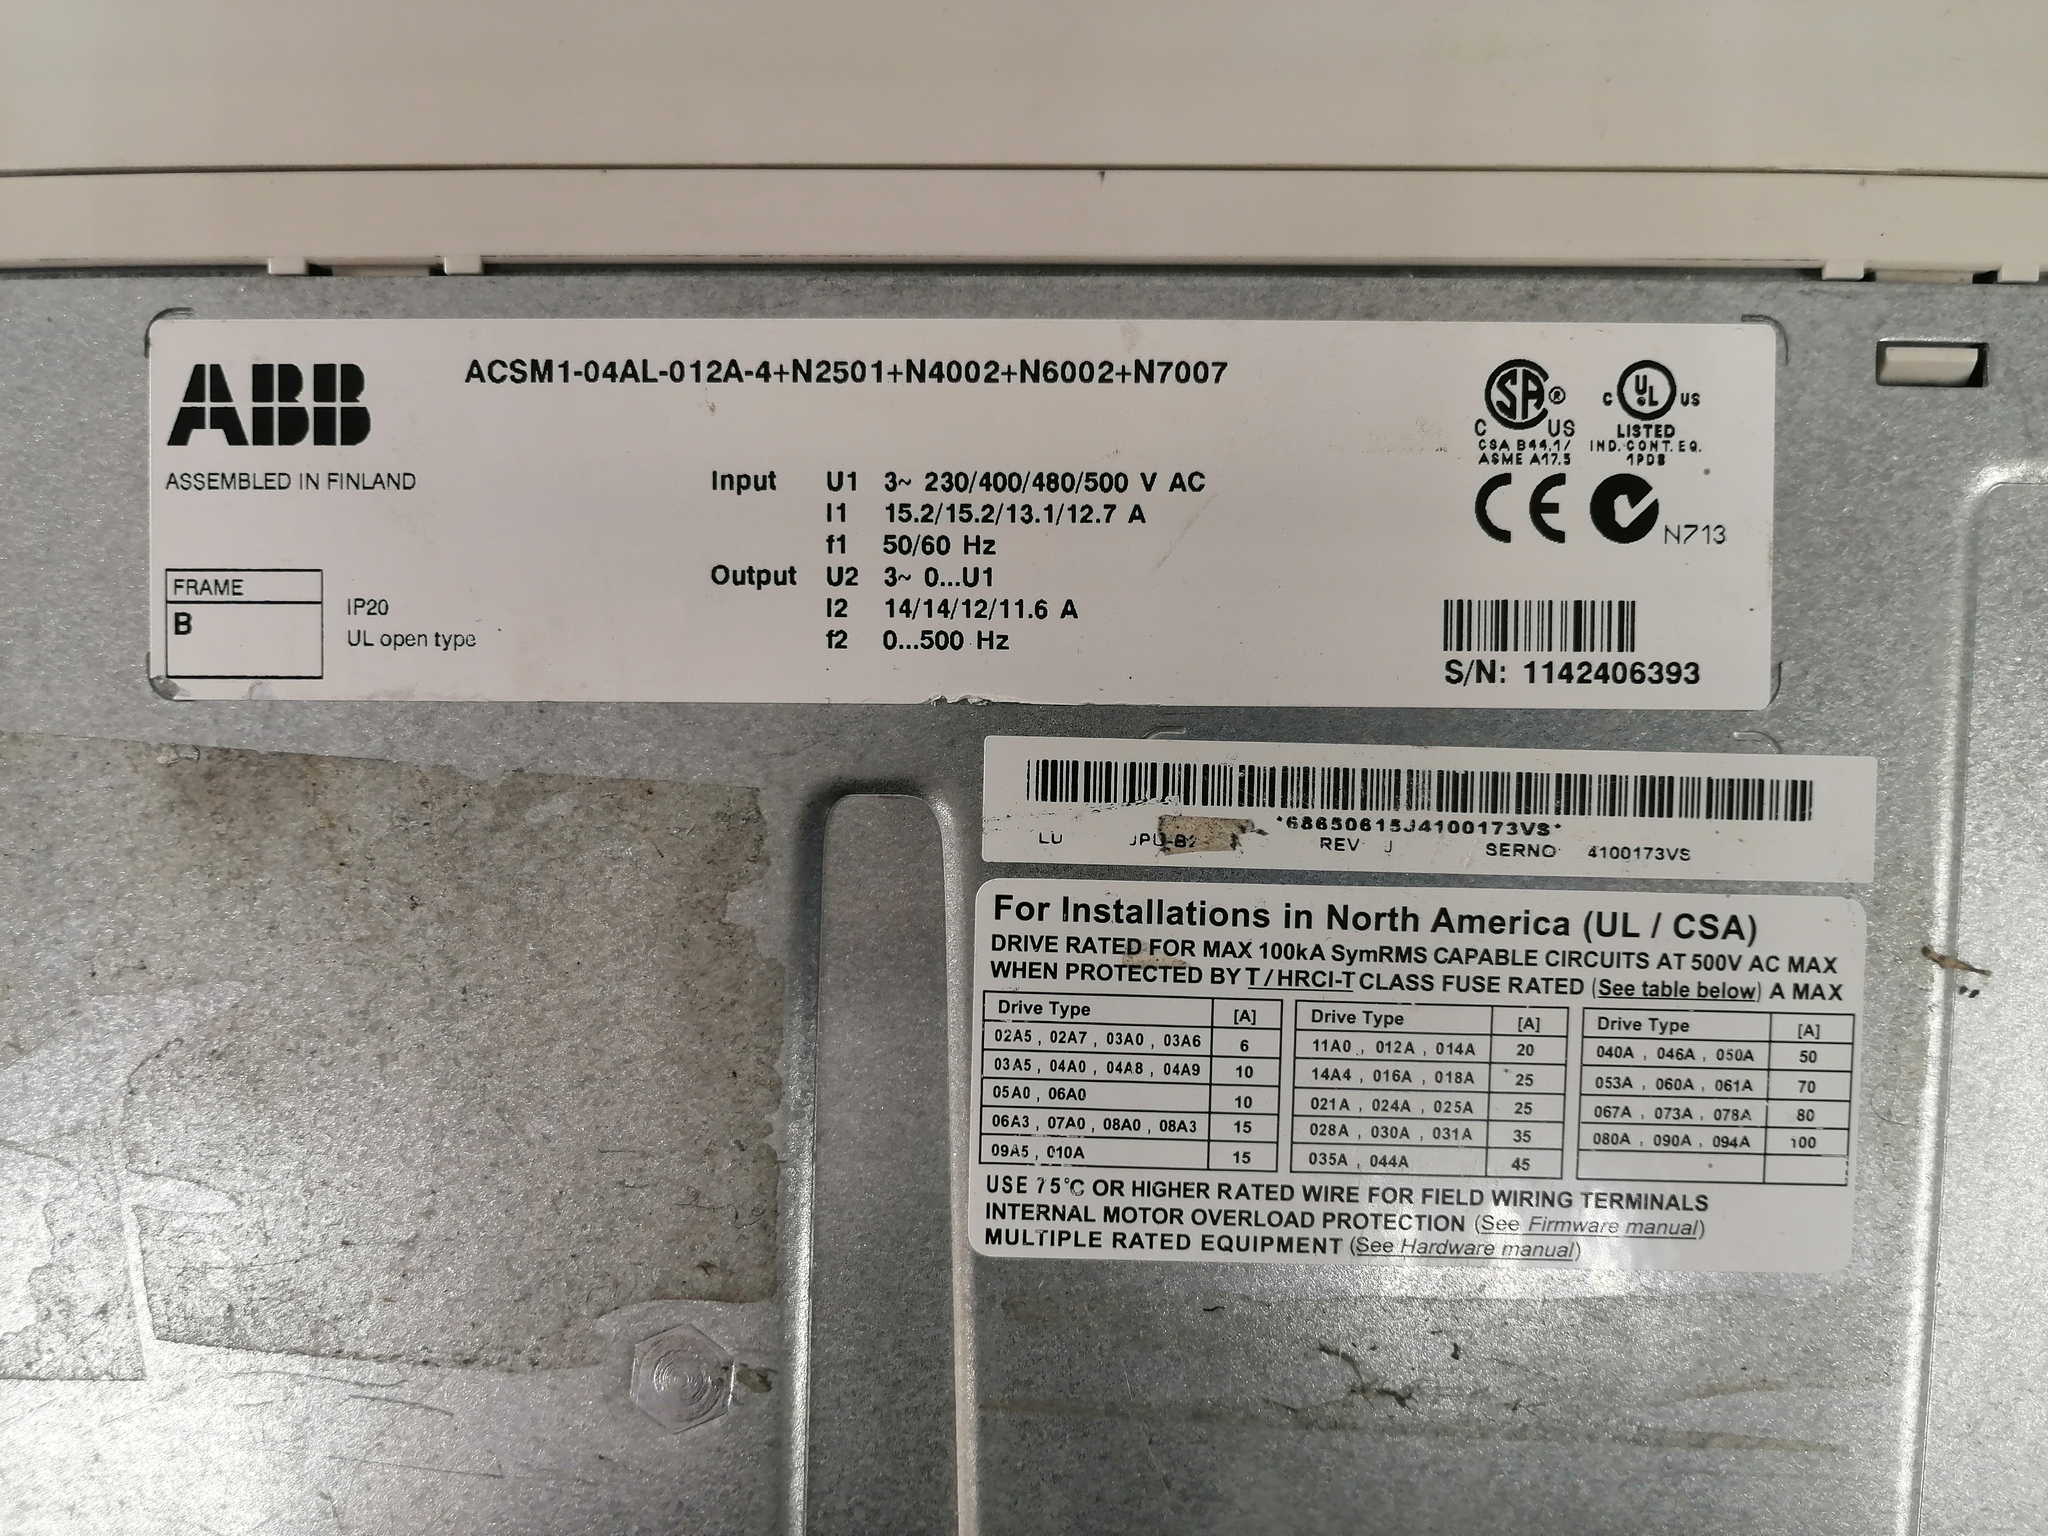 ABB
ACSM1-04AL-012A-4+N2501+N4002+N6002+N7007
ASSEMBLED IN FINLAND
Input U1 3~ 230/400/480/500 V AC
I1 15.2/15.2/13.1/12.7 A
f1 50/60 Hz
Output U2 3~ 0...U1
I2 14/14/12/11.6 A
f2 0...500 Hz
FRAME
B
IP20
UL open type
SA ®
C US
CSA B44.1/
ASME A17.5
C UL US
LISTED
IND. CONT. EQ.
1PD8
CE
N713
S/N: 1142406393
*68650615J4100173VS*
LU JPU-B2 REV J SERNO 4100173VS
For Installations in North America (UL / CSA)
DRIVE RATED FOR MAX 100kA SymRMS CAPABLE CIRCUITS AT 500V AC MAX
WHEN PROTECTED BY T / HRCI-T CLASS FUSE RATED (See table below) A MAX
Drive Type [A]
02A5 , 02A7 , 03A0 , 03A6 6
03A5 , 04A0 , 04A8 , 04A9 10
05A0 , 06A0 10
06A3 , 07A0 , 08A0 , 08A3 15
09A5 , 010A 15
Drive Type [A]
11A0 , 012A , 014A 20
14A4 , 016A , 018A 25
021A , 024A , 025A 25
028A , 030A , 031A 35
035A , 044A 45
Drive Type [A]
040A , 046A , 050A 50
053A , 060A , 061A 70
067A , 073A , 078A 80
080A , 090A , 094A 100
USE 75°C OR HIGHER RATED WIRE FOR FIELD WIRING TERMINALS
INTERNAL MOTOR OVERLOAD PROTECTION (See Firmware manual)
MULTIPLE RATED EQUIPMENT (See Hardware manual)